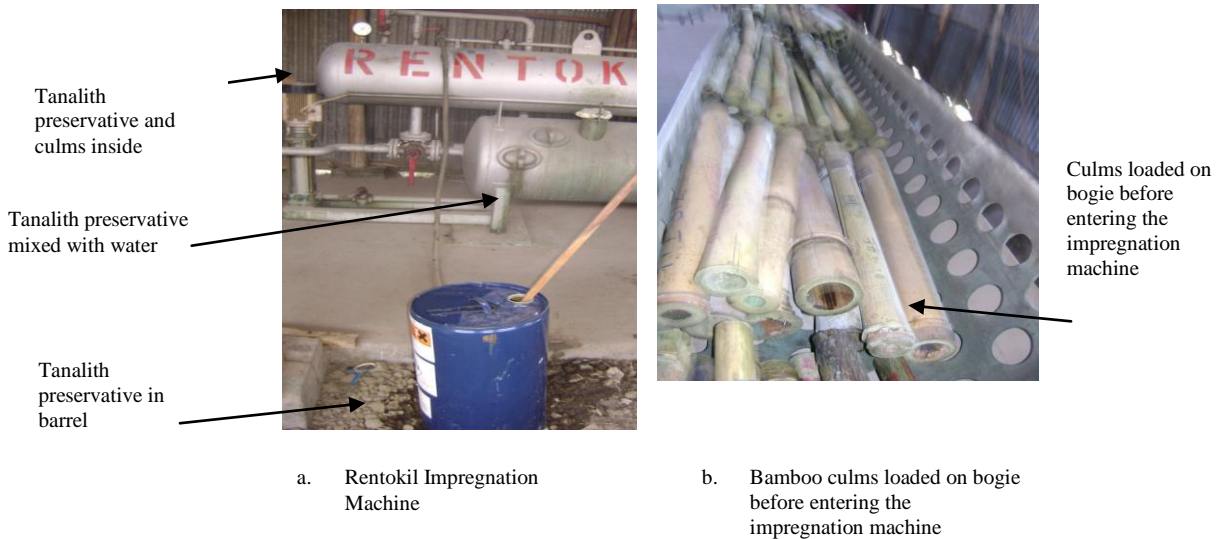 RENTOK
Tanalith
preservative and
culms inside
Tanalith preservative
mixed with water
Tanalith
preservative in
barrel
Culms loaded on
bogie before
entering the
impregnation
machine
a. Rentokil Impregnation
Machine
b. Bamboo culms loaded on bogie
before entering the
impregnation machine